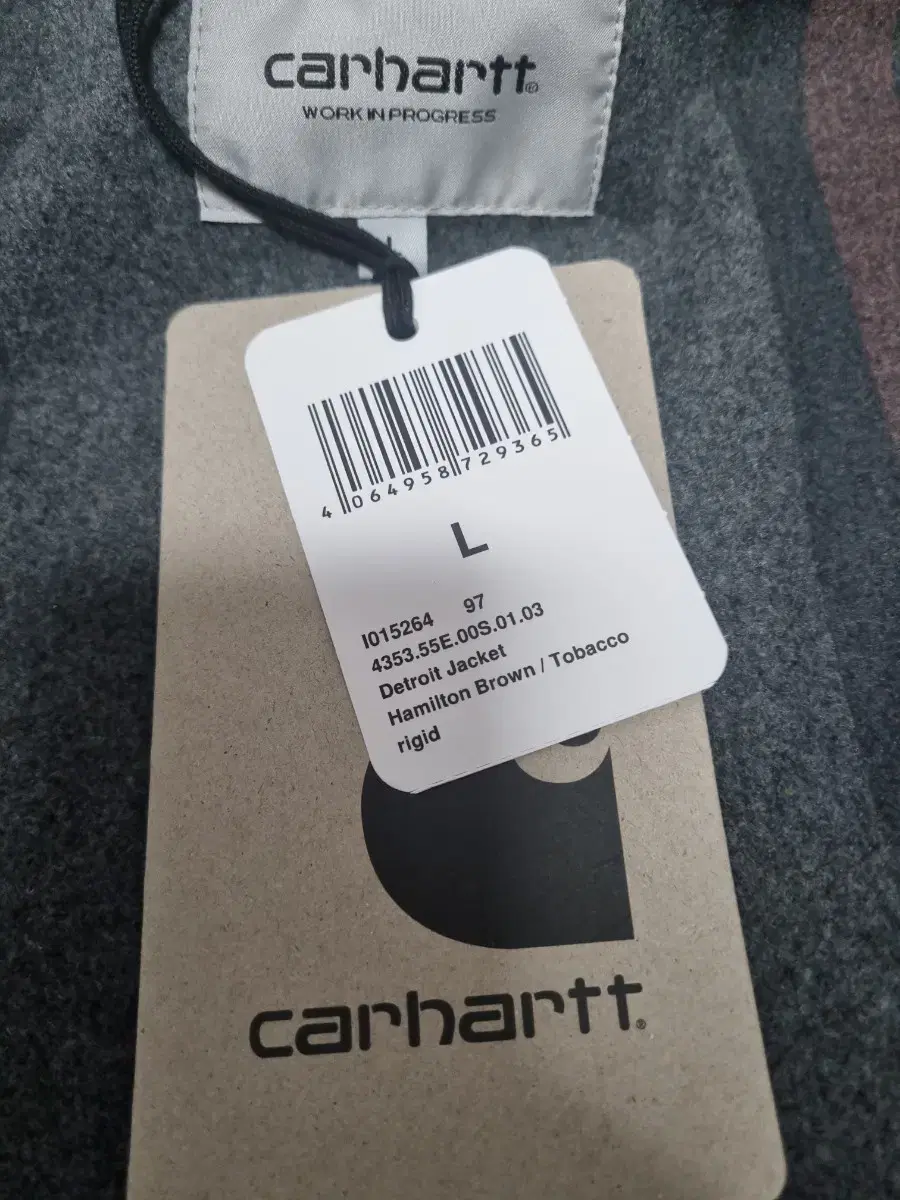 carhartt®
WORK IN PROGRESS
L
4 064958 729365
L
I015264 97
4353.55E.00S.01.03
Detroit Jacket
Hamilton Brown / Tobacco
rigid
carhartt®